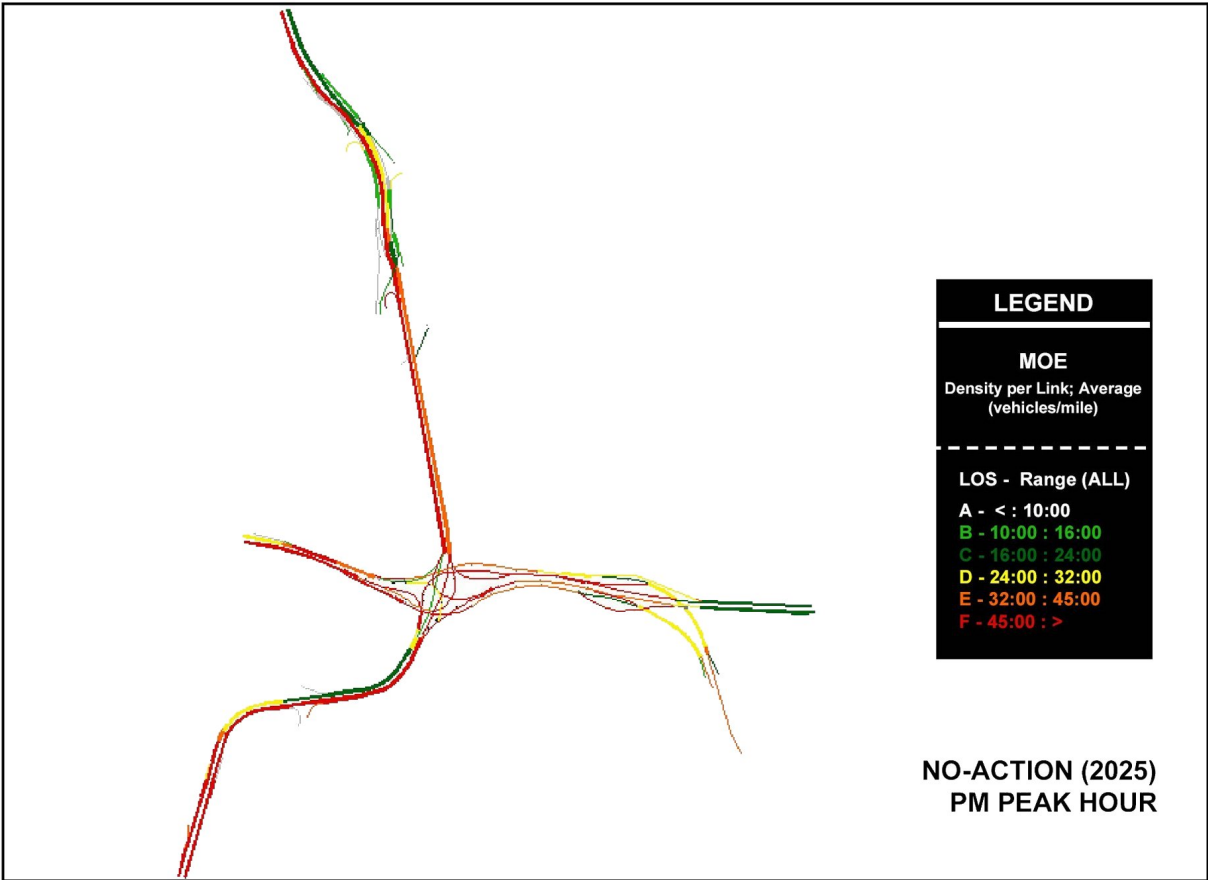 LEGEND
MOE
Density per Link; Average
(vehicles/mile)
LOS - Range (ALL)
A - < : 10:00
B - 10:00 : 16:00
C - 16:00 : 24:00
D - 24:00 : 32:00
E - 32:00 : 45:00
F - 45:00 : >
NO-ACTION (2025)
PM PEAK HOUR